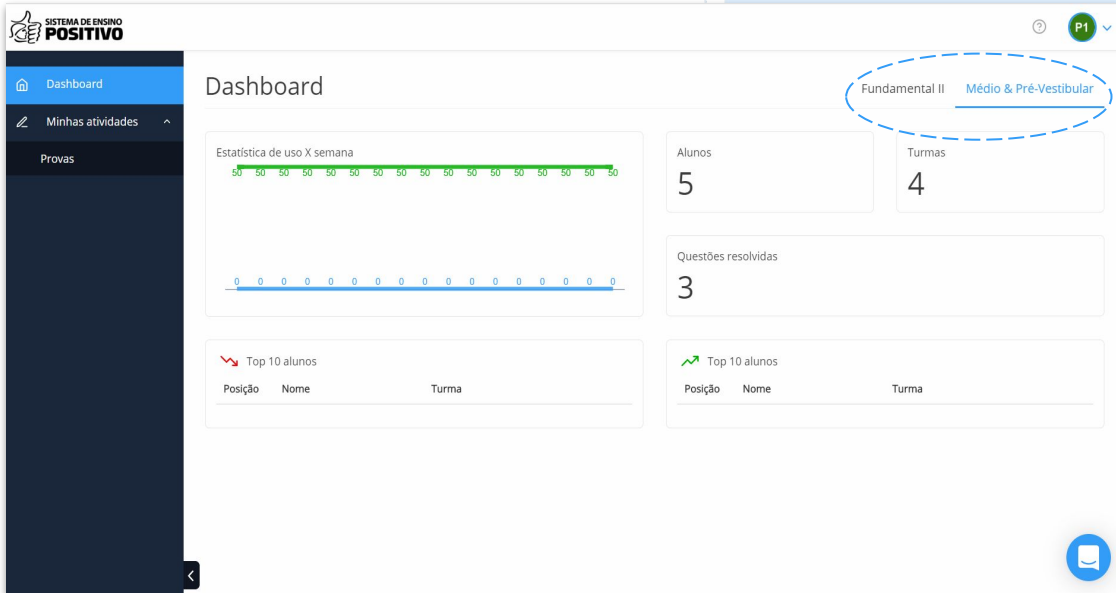 SISTEMA DE ENSINO
POSITIVO
P1
Dashboard
Minhas atividades
Provas
Dashboard
Fundamental II Médio & Pré-Vestibular
Estatística de uso X semana
50 50 50 50 50 50 50 50 50 50 50 50 50 50 50 50 50
0 0 0 0 0 0 0 0 0 0 0 0 0 0 0 0 0
Alunos
5
Turmas
4
Questões resolvidas
3
Top 10 alunos
Posição Nome Turma
Top 10 alunos
Posição Nome Turma